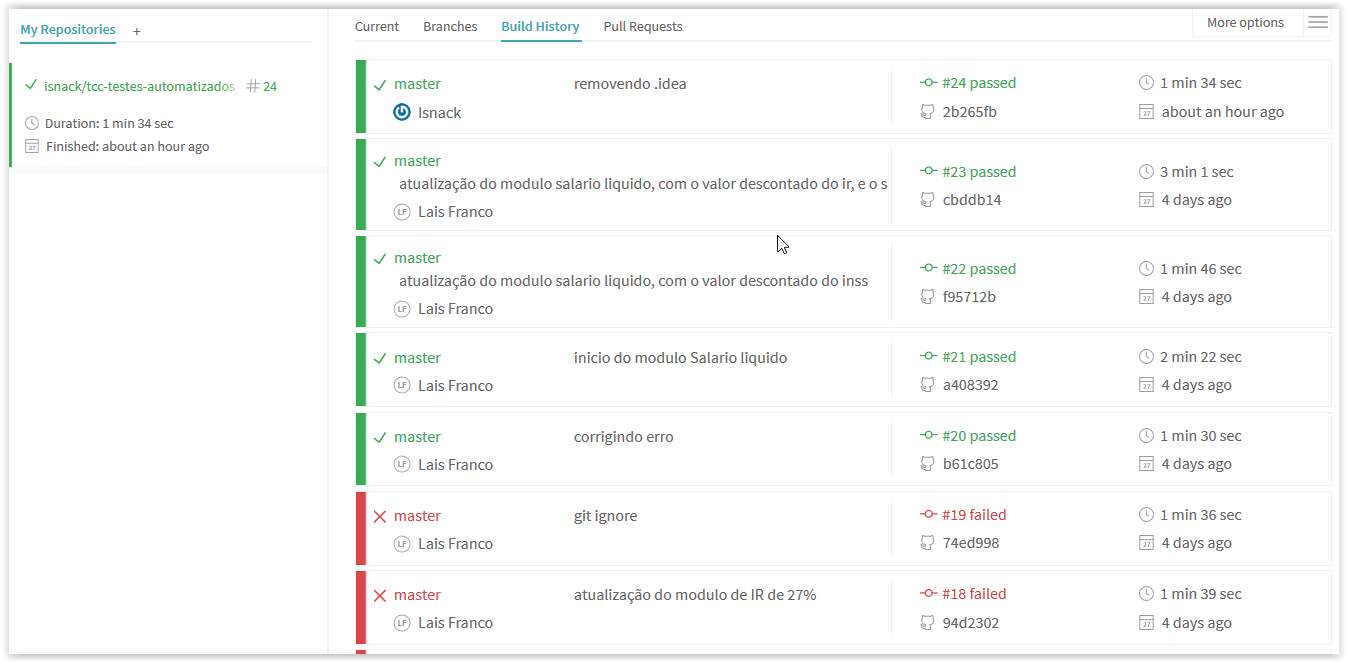 My Repositories +
isnack/tcc-testes-automatizados # 24
Duration: 1 min 34 sec
Finished: about an hour ago
Current Branches Build History Pull Requests More options
master removendo .idea #24 passed 1 min 34 sec
Isnack 2b265fb about an hour ago
master
atualização do modulo salario liquido, com o valor descontado do ir, e o s #23 passed 3 min 1 sec
Lais Franco cbddb14 4 days ago
master
atualização do modulo salario liquido, com o valor descontado do inss #22 passed 1 min 46 sec
Lais Franco f95712b 4 days ago
master inicio do modulo Salario liquido #21 passed 2 min 22 sec
Lais Franco a408392 4 days ago
master corrigindo erro #20 passed 1 min 30 sec
Lais Franco b61c805 4 days ago
master git ignore #19 failed 1 min 36 sec
Lais Franco 74ed998 4 days ago
master atualização do modulo de IR de 27% #18 failed 1 min 39 sec
Lais Franco 94d2302 4 days ago